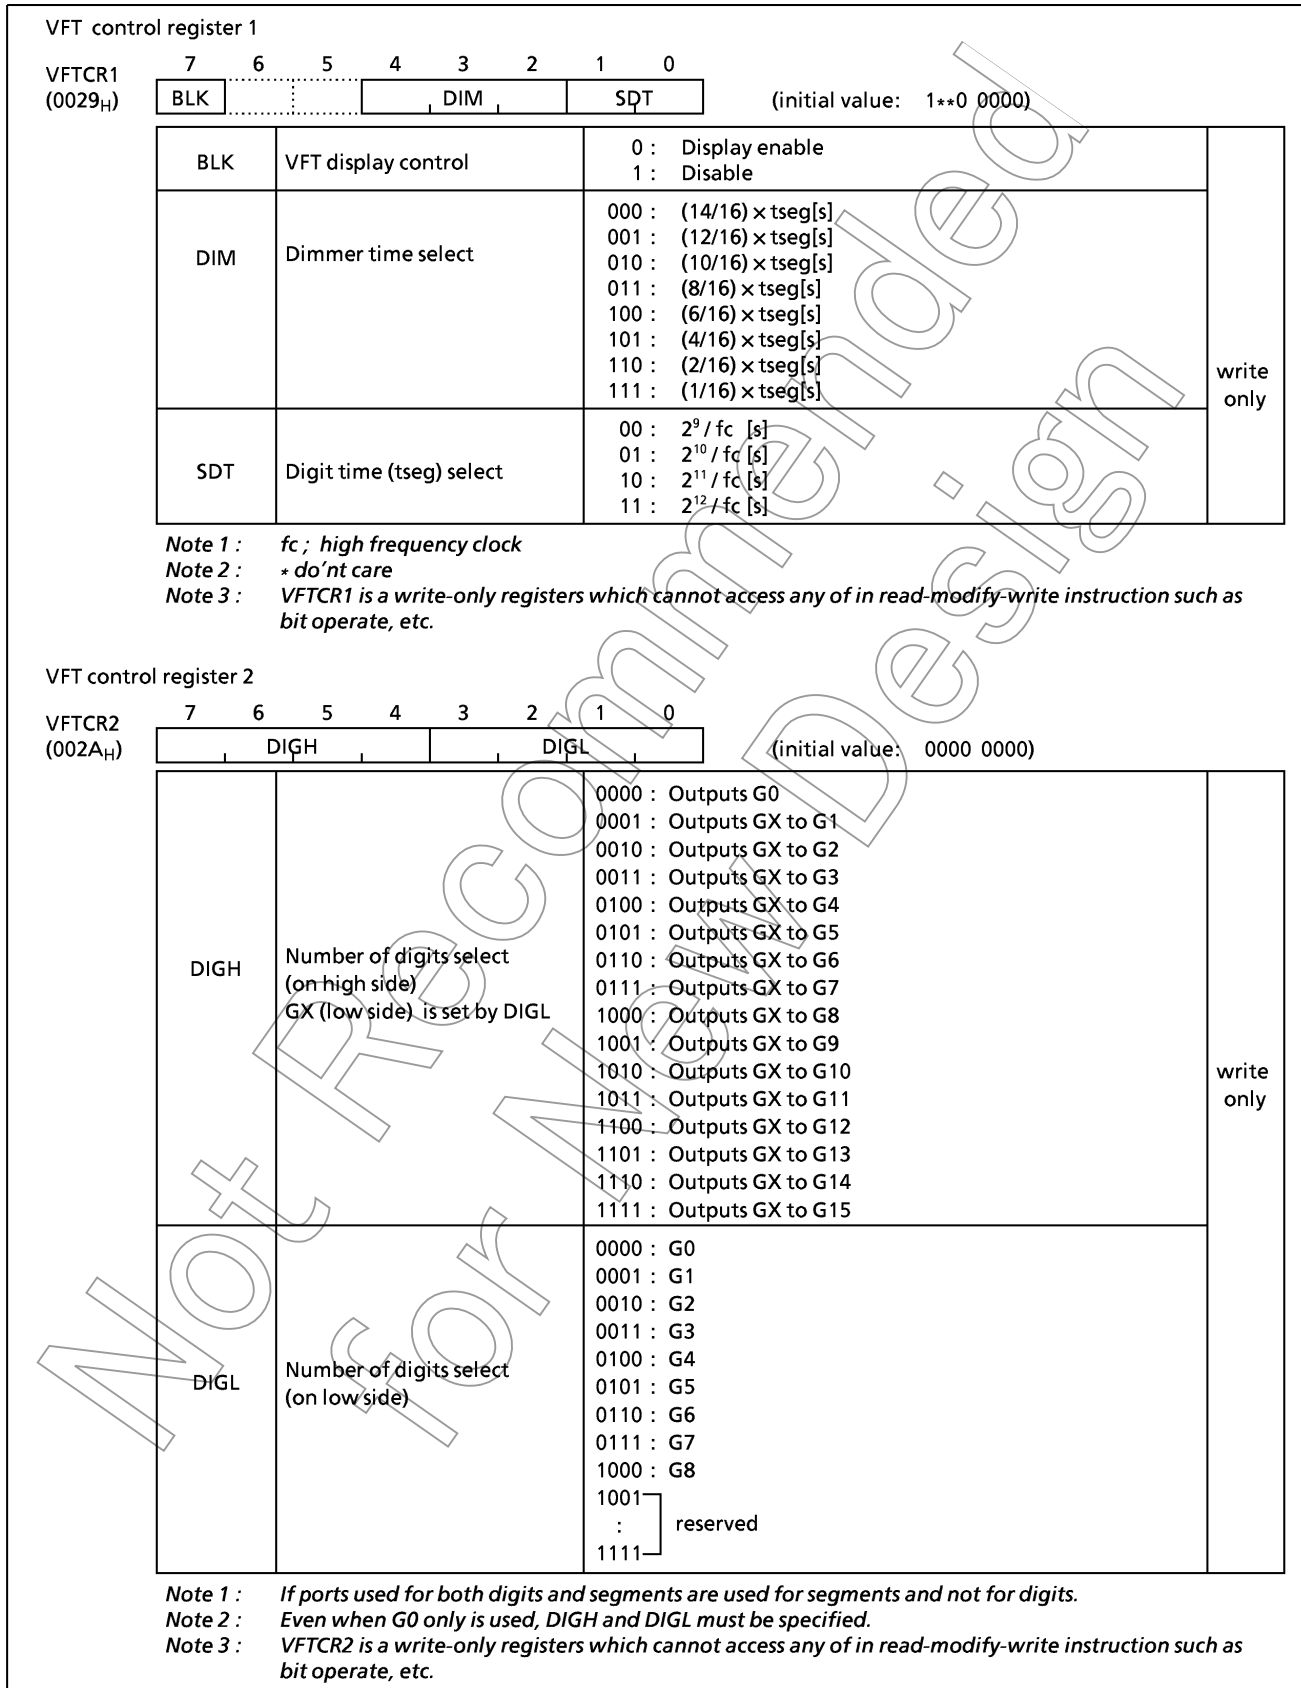 VFT control register 1
7 6 5 4 3 2 1 0
VFTCR1
(0029H)
BLK DIM SDT (initial value: 1**0 0000)
BLK VFT display control
0 : Display enable
1 : Disable
DIM Dimmer time select
000 : (14/16) × tseg[s]
001 : (12/16) × tseg[s]
010 : (10/16) × tseg[s]
011 : (8/16) × tseg[s]
100 : (6/16) × tseg[s]
101 : (4/16) × tseg[s]
110 : (2/16) × tseg[s]
111 : (1/16) × tseg[s]
SDT Digit time (tseg) select
00 : 2⁹ / fc [s]
01 : 2¹⁰ / fc [s]
10 : 2¹¹ / fc [s]
11 : 2¹² / fc [s]
write
only
Note 1 : fc ; high frequency clock
Note 2 : * do'nt care
Note 3 : VFTCR1 is a write-only registers which cannot access any of in read-modify-write instruction such as
bit operate, etc.
VFT control register 2
7 6 5 4 3 2 1 0
VFTCR2
(002AH)
DIGH DIGL (initial value: 0000 0000)
DIGH
Number of digits select
(on high side)
GX (low side) is set by DIGL
0000 : Outputs G0
0001 : Outputs GX to G1
0010 : Outputs GX to G2
0011 : Outputs GX to G3
0100 : Outputs GX to G4
0101 : Outputs GX to G5
0110 : Outputs GX to G6
0111 : Outputs GX to G7
1000 : Outputs GX to G8
1001 : Outputs GX to G9
1010 : Outputs GX to G10
1011 : Outputs GX to G11
1100 : Outputs GX to G12
1101 : Outputs GX to G13
1110 : Outputs GX to G14
1111 : Outputs GX to G15
DIGL
Number of digits select
(on low side)
0000 : G0
0001 : G1
0010 : G2
0011 : G3
0100 : G4
0101 : G5
0110 : G6
0111 : G7
1000 : G8
1001
:
1111
reserved
write
only
Note 1 : If ports used for both digits and segments are used for segments and not for digits.
Note 2 : Even when G0 only is used, DIGH and DIGL must be specified.
Note 3 : VFTCR2 is a write-only registers which cannot access any of in read-modify-write instruction such as
bit operate, etc.
Not Recommended
for New Design